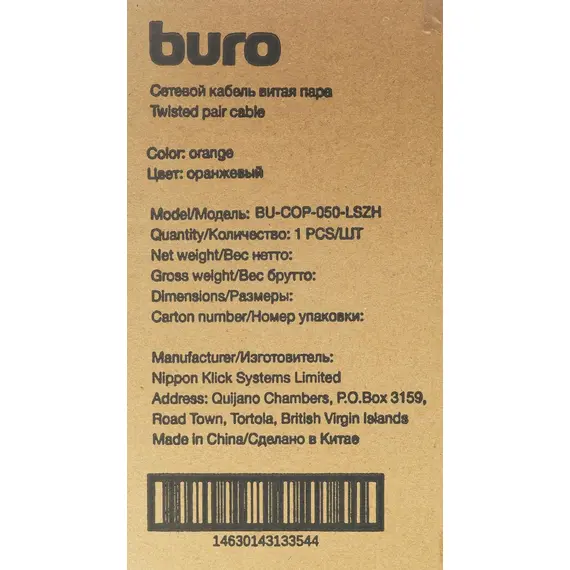 buro
Сетевой кабель витая пара
Twisted pair cable
Color: orange
Цвет: оранжевый
Model/Модель: BU-COP-050-LSZH
Quantity/Количество: 1 PCS/ШТ
Net weight/Вес нетто:
Gross weight/Вес брутто:
Dimensions/Размеры:
Carton number/Номер упаковки:
Manufacturer/Изготовитель:
Nippon Klick Systems Limited
Address: Quijano Chambers, P.O.Box 3159,
Road Town, Tortola, British Virgin Islands
Made in China/Сделано в Китае
14630143133544